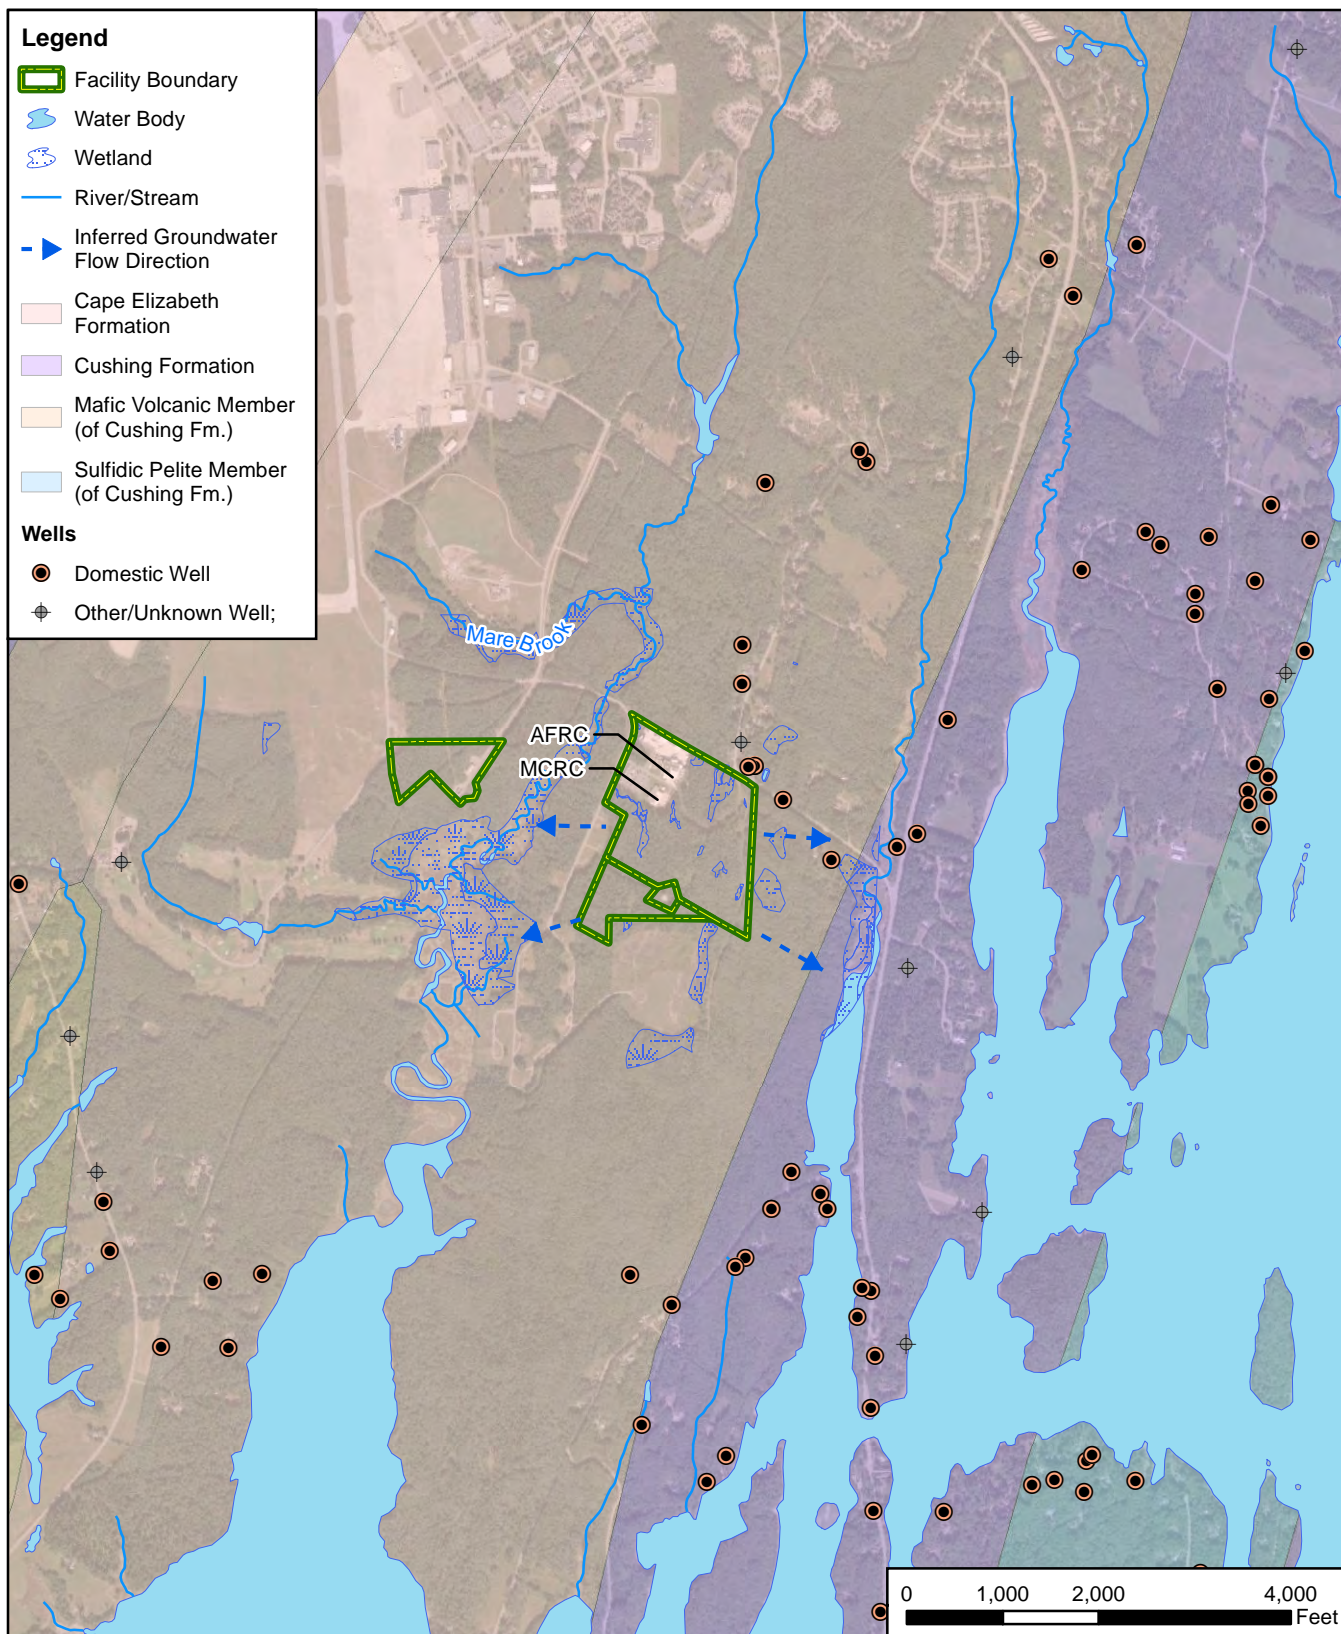 Legend
Facility Boundary
Water Body
Wetland
River/Stream
Inferred Groundwater
Flow Direction
Cape Elizabeth
Formation
Cushing Formation
Mafic Volcanic Member
(of Cushing Fm.)
Sulfidic Pelite Member
(of Cushing Fm.)
Wells
Domestic Well
Other/Unknown Well;
Mare Brook
AFRC
MCRC
0 1,000 2,000 4,000
Feet